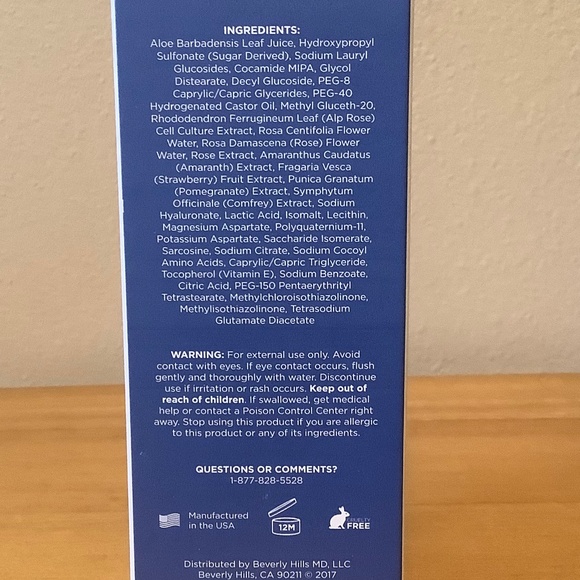 INGREDIENTS:
Aloe Barbadensis Leaf Juice, Hydroxypropyl
Sulfonate (Sugar Derived), Sodium Lauryl
Glucosides, Cocamide MIPA, Glycol
Distearate, Decyl Glucoside, PEG-8
Caprylic/Capric Glycerides, PEG-40
Hydrogenated Castor Oil, Methyl Gluceth-20,
Rhododendron Ferrugineum Leaf (Alp Rose)
Cell Culture Extract, Rosa Centifolia Flower
Water, Rosa Damascena (Rose) Flower
Water, Rose Extract, Amaranthus Caudatus
(Amaranth) Extract, Fragaria Vesca
(Strawberry) Fruit Extract, Punica Granatum
(Pomegranate) Extract, Symphytum
Officinale (Comfrey) Extract, Sodium
Hyaluronate, Lactic Acid, Isomalt, Lecithin,
Magnesium Aspartate, Polyquaternium-11,
Potassium Aspartate, Saccharide Isomerate,
Sarcosine, Sodium Citrate, Sodium Cocoyl
Amino Acids, Caprylic/Capric Triglyceride,
Tocopherol (Vitamin E), Sodium Benzoate,
Citric Acid, PEG-150 Pentaerythrityl
Tetrastearate, Methylchloroisothiazolinone,
Methylisothiazolinone, Tetrasodium
Glutamate Diacetate
WARNING: For external use only. Avoid
contact with eyes. If eye contact occurs, flush
gently and thoroughly with water. Discontinue
use if irritation or rash occurs. Keep out of
reach of children. If swallowed, get medical
help or contact a Poison Control Center right
away. Stop using this product if you are allergic
to this product or any of its ingredients.
QUESTIONS OR COMMENTS?
1-877-828-5528
Manufactured
in the USA
12M
CRUELTY
FREE
Distributed by Beverly Hills MD, LLC
Beverly Hills, CA 90211 © 2017